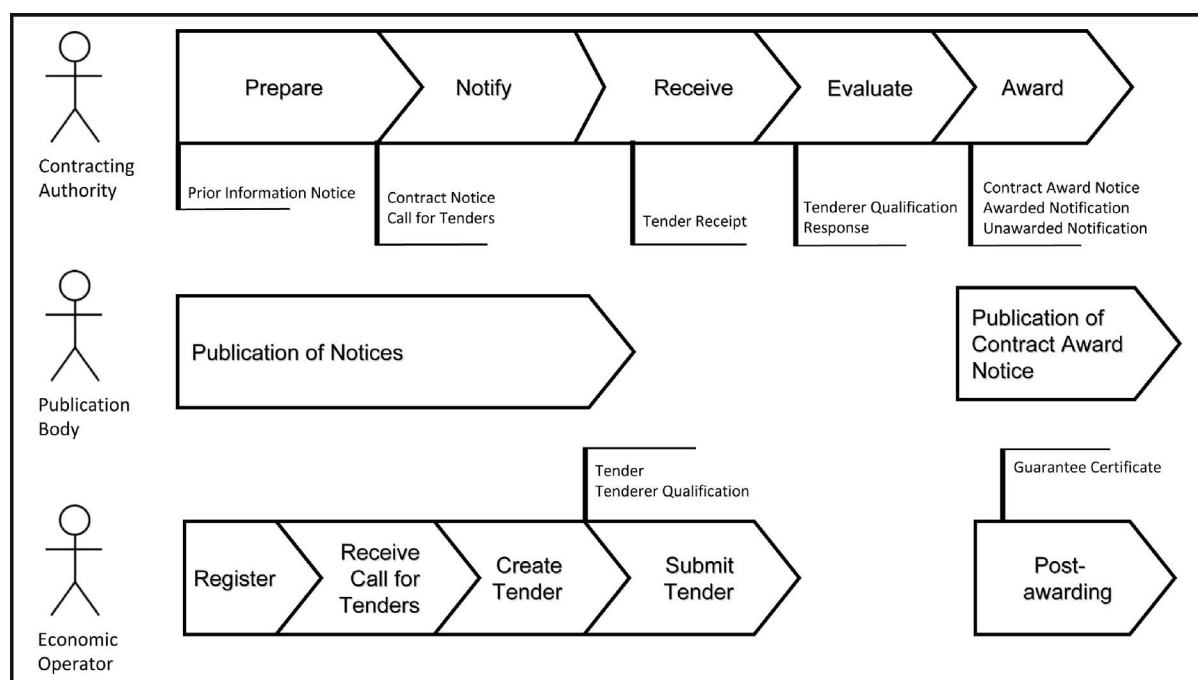 Prepare
Notify
Receive
Evaluate
Award
Contracting
Authority
Prior Information Notice
Contract Notice
Call for Tenders
Tender Receipt
Tenderer Qualification
Response
Contract Award Notice
Awarded Notification
Unawarded Notification
Publication
Body
Publication of Notices
Publication of
Contract Award
Notice
Tender
Tenderer Qualification
Guarantee Certificate
Economic
Operator
Register
Receive
Call for
Tenders
Create
Tender
Submit
Tender
Post-
awarding